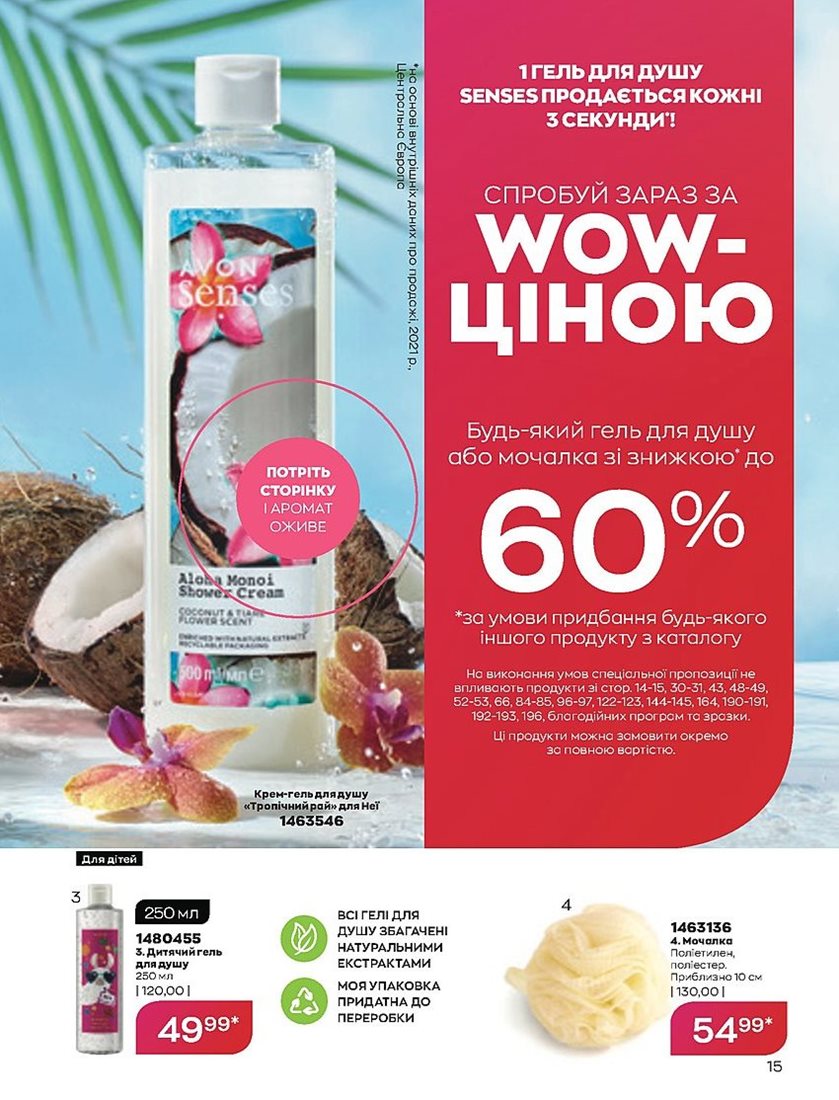 1 ГЕЛЬ ДЛЯ ДУШУ
SENSES ПРОДАЄТЬСЯ КОЖНІ
3 СЕКУНДИ*!
*на основі внутрішніх даних про продажі, 2021 р.,
Центральна Європа
СПРОБУЙ ЗАРАЗ ЗА
WOW-
ЦІНОЮ
AVON
Senses
Будь-який гель для душу
або мочалка зі знижкою* до
60%
ПОТРІТЬ
СТОРІНКУ
І АРОМАТ
ОЖИВЕ
Aloha Monoi
Shower Cream
COCONUT & TIARE
FLOWER SCENT
ENRICHED WITH NATURAL EXTRACTS
RECYCLABLE PACKAGING
500 ml/мл e
*за умови придбання будь-якого
іншого продукту з каталогу
На виконання умов спеціальної пропозиції не
впливають продукти зі стор. 14-15, 30-31, 43, 48-49,
52-53, 66, 84-85, 96-97, 122-123, 144-145, 164, 190-191,
192-193, 196, благодійних програм та зразки.
Ці продукти можна замовити окремо
за повною вартістю.
Крем-гель для душу
«Тропічний рай» для Неї
1463546
Для дітей
3
250 МЛ
1480455
3. Дитячий гель
для душу
250 мл
|120,00|
49,99*
ВСІ ГЕЛІ ДЛЯ
ДУШУ ЗБАГАЧЕНІ
НАТУРАЛЬНИМИ
ЕКСТРАКТАМИ
МОЯ УПАКОВКА
ПРИДАТНА ДО
ПЕРЕРОБКИ
4
1463136
4. Мочалка
Поліетилен,
поліестер.
Приблизно 10 см
|130,00|
54,99*
15